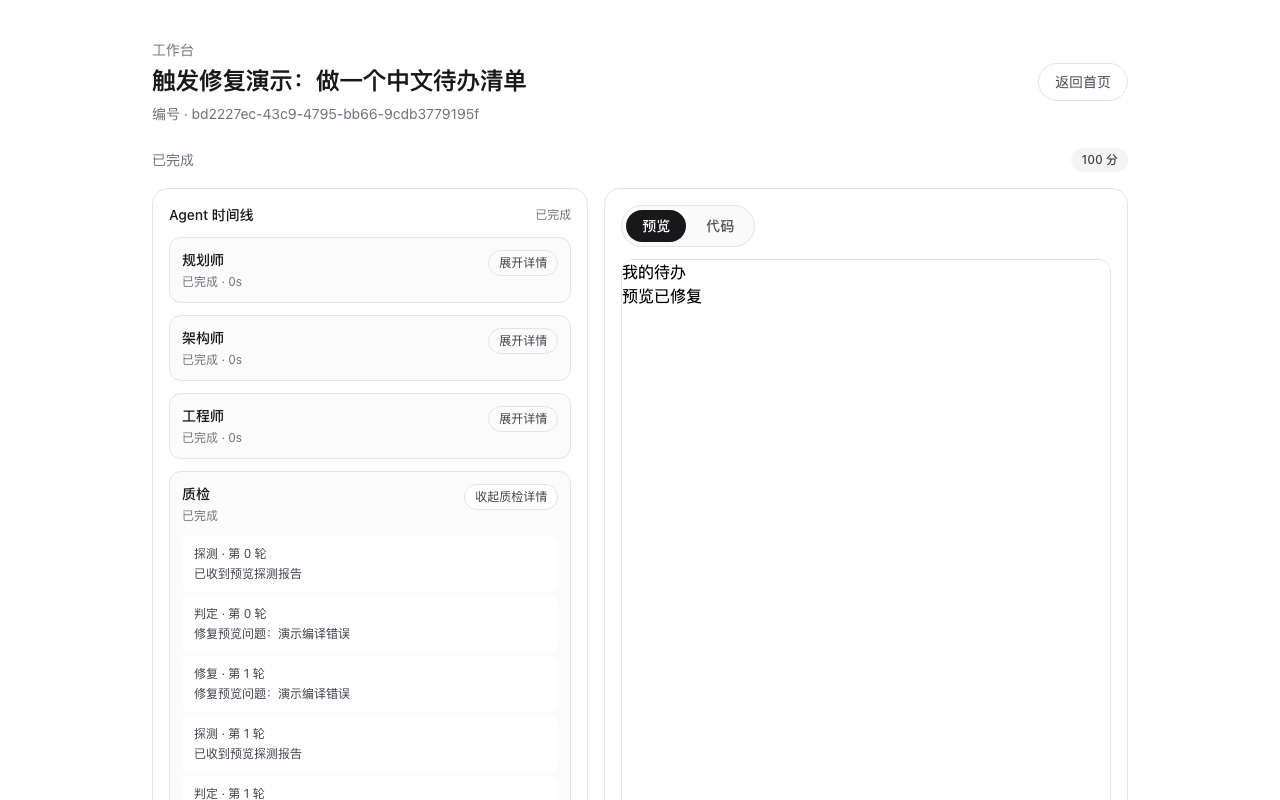 工作台
触发修复演示：做一个中文待办清单
编号 · bd2227ec-43c9-4795-bb66-9cdb3779195f
返回首页
已完成
100 分
Agent 时间线
已完成
规划师
已完成 · 0s
展开详情
架构师
已完成 · 0s
展开详情
工程师
已完成 · 0s
展开详情
质检
已完成
收起质检详情
探测 · 第 0 轮
已收到预览探测报告
判定 · 第 0 轮
修复预览问题：演示编译错误
修复 · 第 1 轮
修复预览问题：演示编译错误
探测 · 第 1 轮
已收到预览探测报告
判定 · 第 1 轮
预览
代码
我的待办
预览已修复